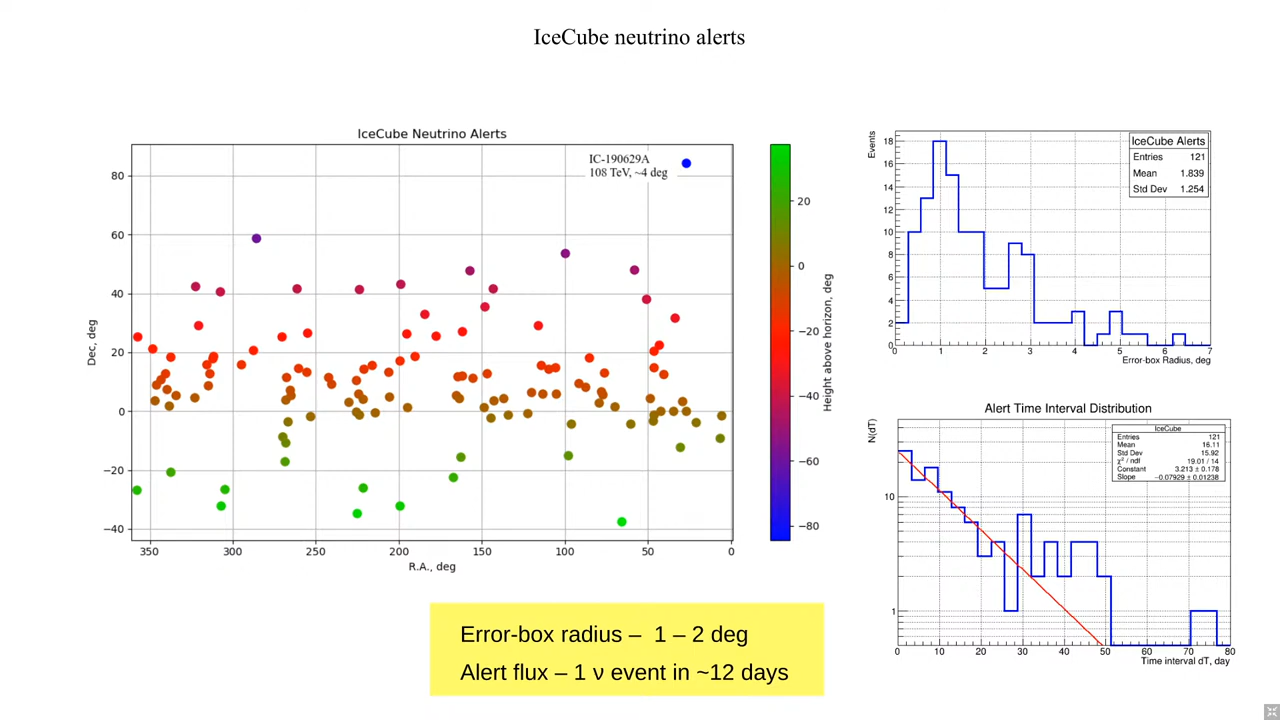 IceCube neutrino alerts
IceCube Neutrino Alerts
IC-190629A
108 TeV, ~4 deg
Dec, deg
80
60
40
20
0
−20
−40
350
300
250
200
150
100
50
0
R.A., deg
20
0
−20
−40
−60
−80
Height above horizon, deg
Events
18
16
14
12
10
8
6
4
2
0
0
1
2
3
4
5
6
7
Error-box Radius, deg
IceCube Alerts
Entries 121
Mean 1.839
Std Dev 1.254
Alert Time Interval Distribution
N(dT)
10
1
0
10
20
30
40
50
60
70
80
Time interval dT, day
IceCube
Entries 121
Mean 16.11
Std Dev 15.92
χ² / ndf 19.01 / 14
Constant 3.213 ± 0.178
Slope −0.07929 ± 0.01238
Error-box radius – 1 – 2 deg
Alert flux – 1 ν event in ~12 days